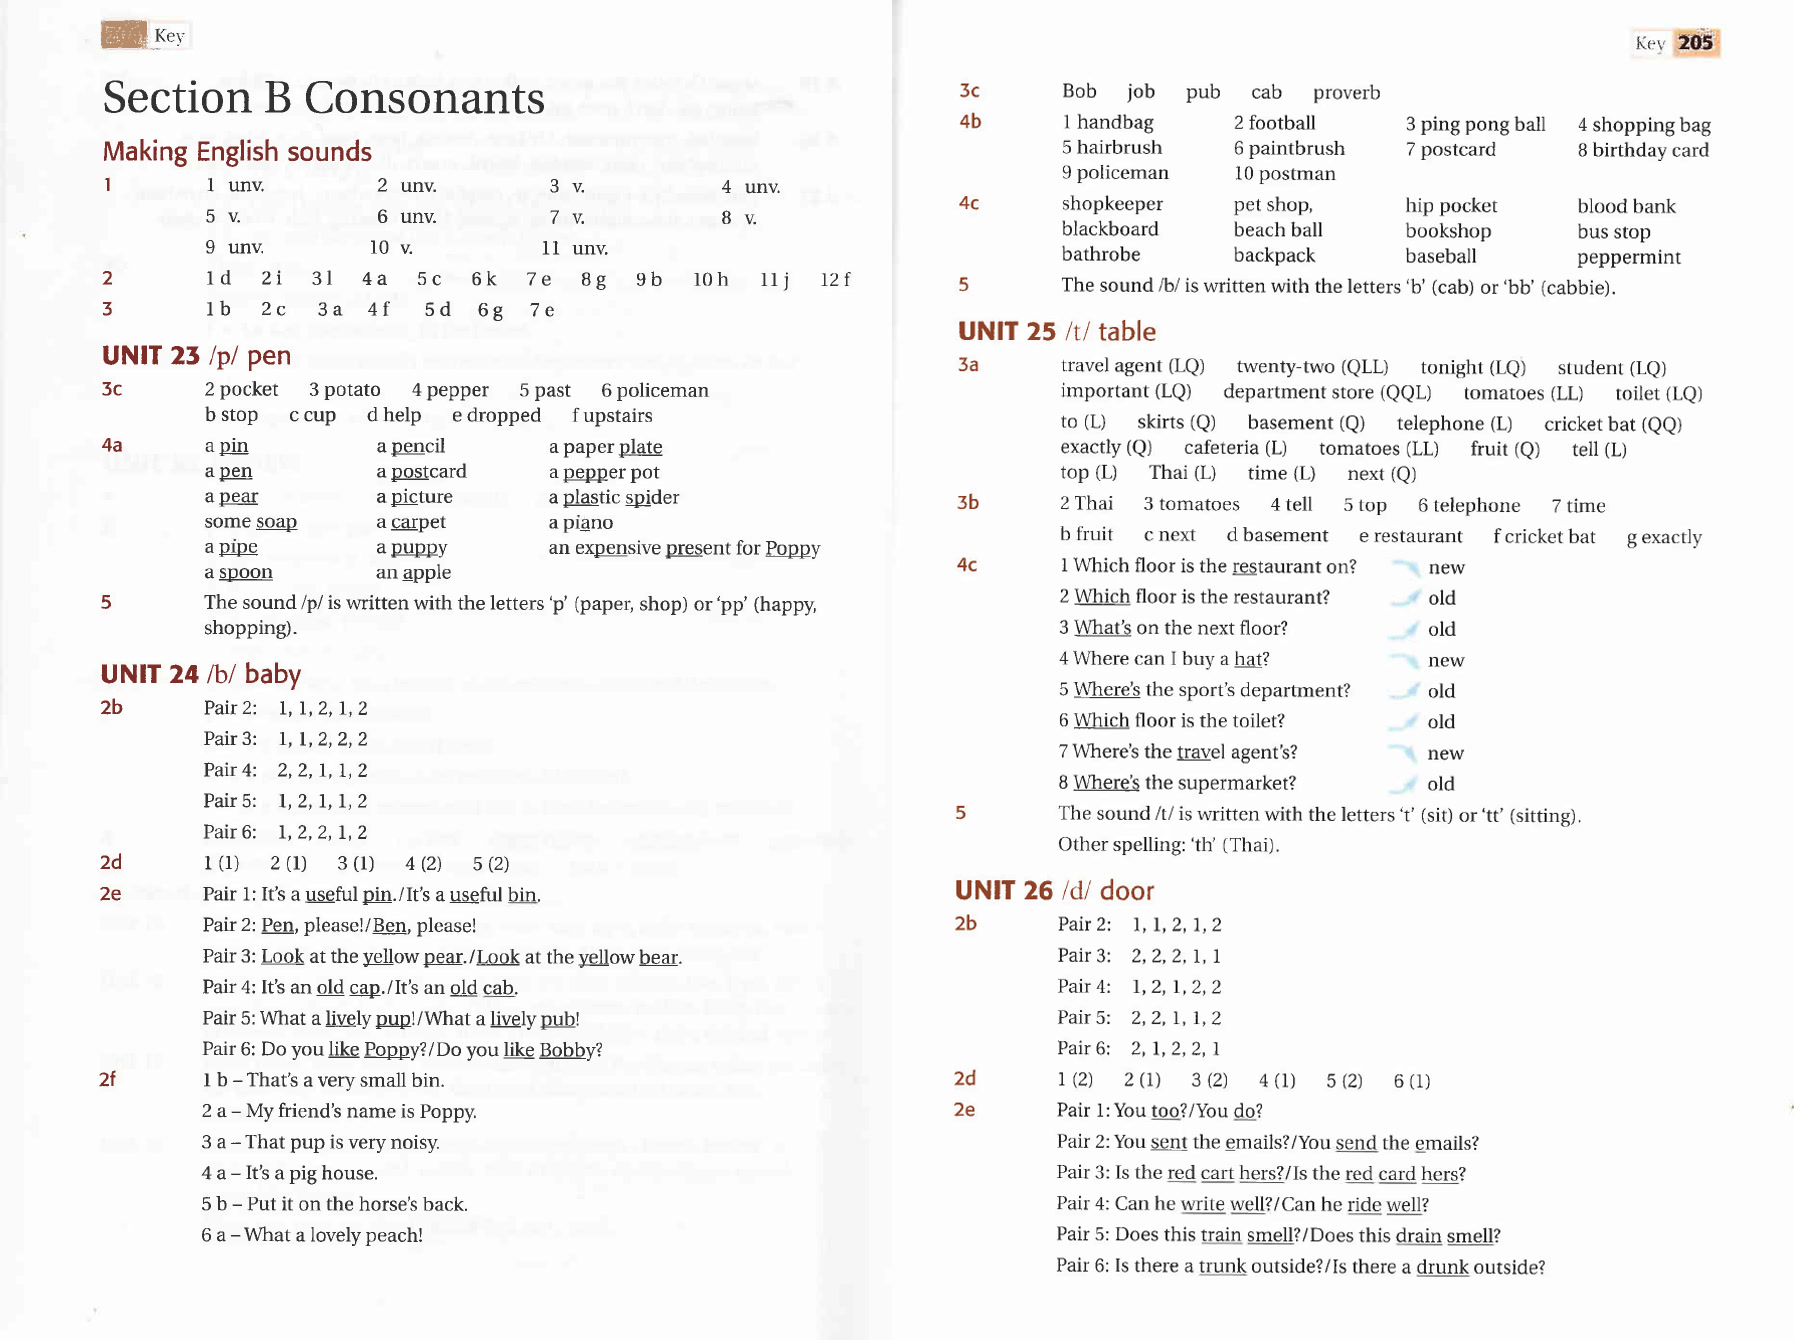 Key
Section B Consonants
Making English sounds
1 1 unv. 2 unv. 3 v. 4 unv.
5 v. 6 unv. 7 v. 8 v.
9 unv. 10 v. 11 unv.
2 1 d 2 i 3 l 4 a 5 c 6 k 7 e 8 g 9 b 10 h 11 j 12 f
3 1 b 2 c 3 a 4 f 5 d 6 g 7 e
UNIT 23 /p/ pen
3c 2 pocket 3 potato 4 pepper 5 past 6 policeman
b stop c cup d help e dropped f upstairs
4a a pin a pencil a paper plate
a pen a postcard a pepper pot
a pear a picture a plastic spider
some soap a carpet a piano
a pipe a puppy an expensive present for Poppy
a spoon an apple
5 The sound /p/ is written with the letters 'p' (paper, shop) or 'pp' (happy,
shopping).
UNIT 24 /b/ baby
2b Pair 2: 1, 1, 2, 1, 2
Pair 3: 1, 1, 2, 2, 2
Pair 4: 2, 2, 1, 1, 2
Pair 5: 1, 2, 1, 1, 2
Pair 6: 1, 2, 2, 1, 2
2d 1 (1) 2 (1) 3 (1) 4 (2) 5 (2)
2e Pair 1: It's a useful pin./It's a useful bin.
Pair 2: Pen, please!/Ben, please!
Pair 3: Look at the yellow pear./Look at the yellow bear.
Pair 4: It's an old cap./It's an old cab.
Pair 5: What a lively pup!/What a lively pub!
Pair 6: Do you like Poppy?/Do you like Bobby?
2f 1 b – That's a very small bin.
2 a – My friend's name is Poppy.
3 a – That pup is very noisy.
4 a – It's a pig house.
5 b – Put it on the horse's back.
6 a – What a lovely peach!
Key 205
3c Bob job pub cab proverb
4b 1 handbag 2 football 3 ping pong ball 4 shopping bag
5 hairbrush 6 paintbrush 7 postcard 8 birthday card
9 policeman 10 postman
4c shopkeeper pet shop, hip pocket blood bank
blackboard beach ball bookshop bus stop
bathrobe backpack baseball peppermint
5 The sound /b/ is written with the letters 'b' (cab) or 'bb' (cabbie).
UNIT 25 /t/ table
3a travel agent (LQ) twenty-two (QLL) tonight (LQ) student (LQ)
important (LQ) department store (QQL) tomatoes (LL) toilet (LQ)
to (L) skirts (Q) basement (Q) telephone (L) cricket bat (QQ)
exactly (Q) cafeteria (L) tomatoes (LL) fruit (Q) tell (L)
top (L) Thai (L) time (L) next (Q)
3b 2 Thai 3 tomatoes 4 tell 5 top 6 telephone 7 time
b fruit c next d basement e restaurant f cricket bat g exactly
4c 1 Which floor is the restaurant on? new
2 Which floor is the restaurant? old
3 What's on the next floor? old
4 Where can I buy a hat? new
5 Where's the sport's department? old
6 Which floor is the toilet? old
7 Where's the travel agent's? new
8 Where's the supermarket? old
5 The sound /t/ is written with the letters 't' (sit) or 'tt' (sitting).
Other spelling: 'th' (Thai).
UNIT 26 /d/ door
2b Pair 2: 1, 1, 2, 1, 2
Pair 3: 2, 2, 2, 1, 1
Pair 4: 1, 2, 1, 2, 2
Pair 5: 2, 2, 1, 1, 2
Pair 6: 2, 1, 2, 2, 1
2d 1 (2) 2 (1) 3 (2) 4 (1) 5 (2) 6 (1)
2e Pair 1: You too?/You do?
Pair 2: You sent the emails?/You send the emails?
Pair 3: Is the red cart hers?/Is the red card hers?
Pair 4: Can he write well?/Can he ride well?
Pair 5: Does this train smell?/Does this drain smell?
Pair 6: Is there a trunk outside?/Is there a drunk outside?